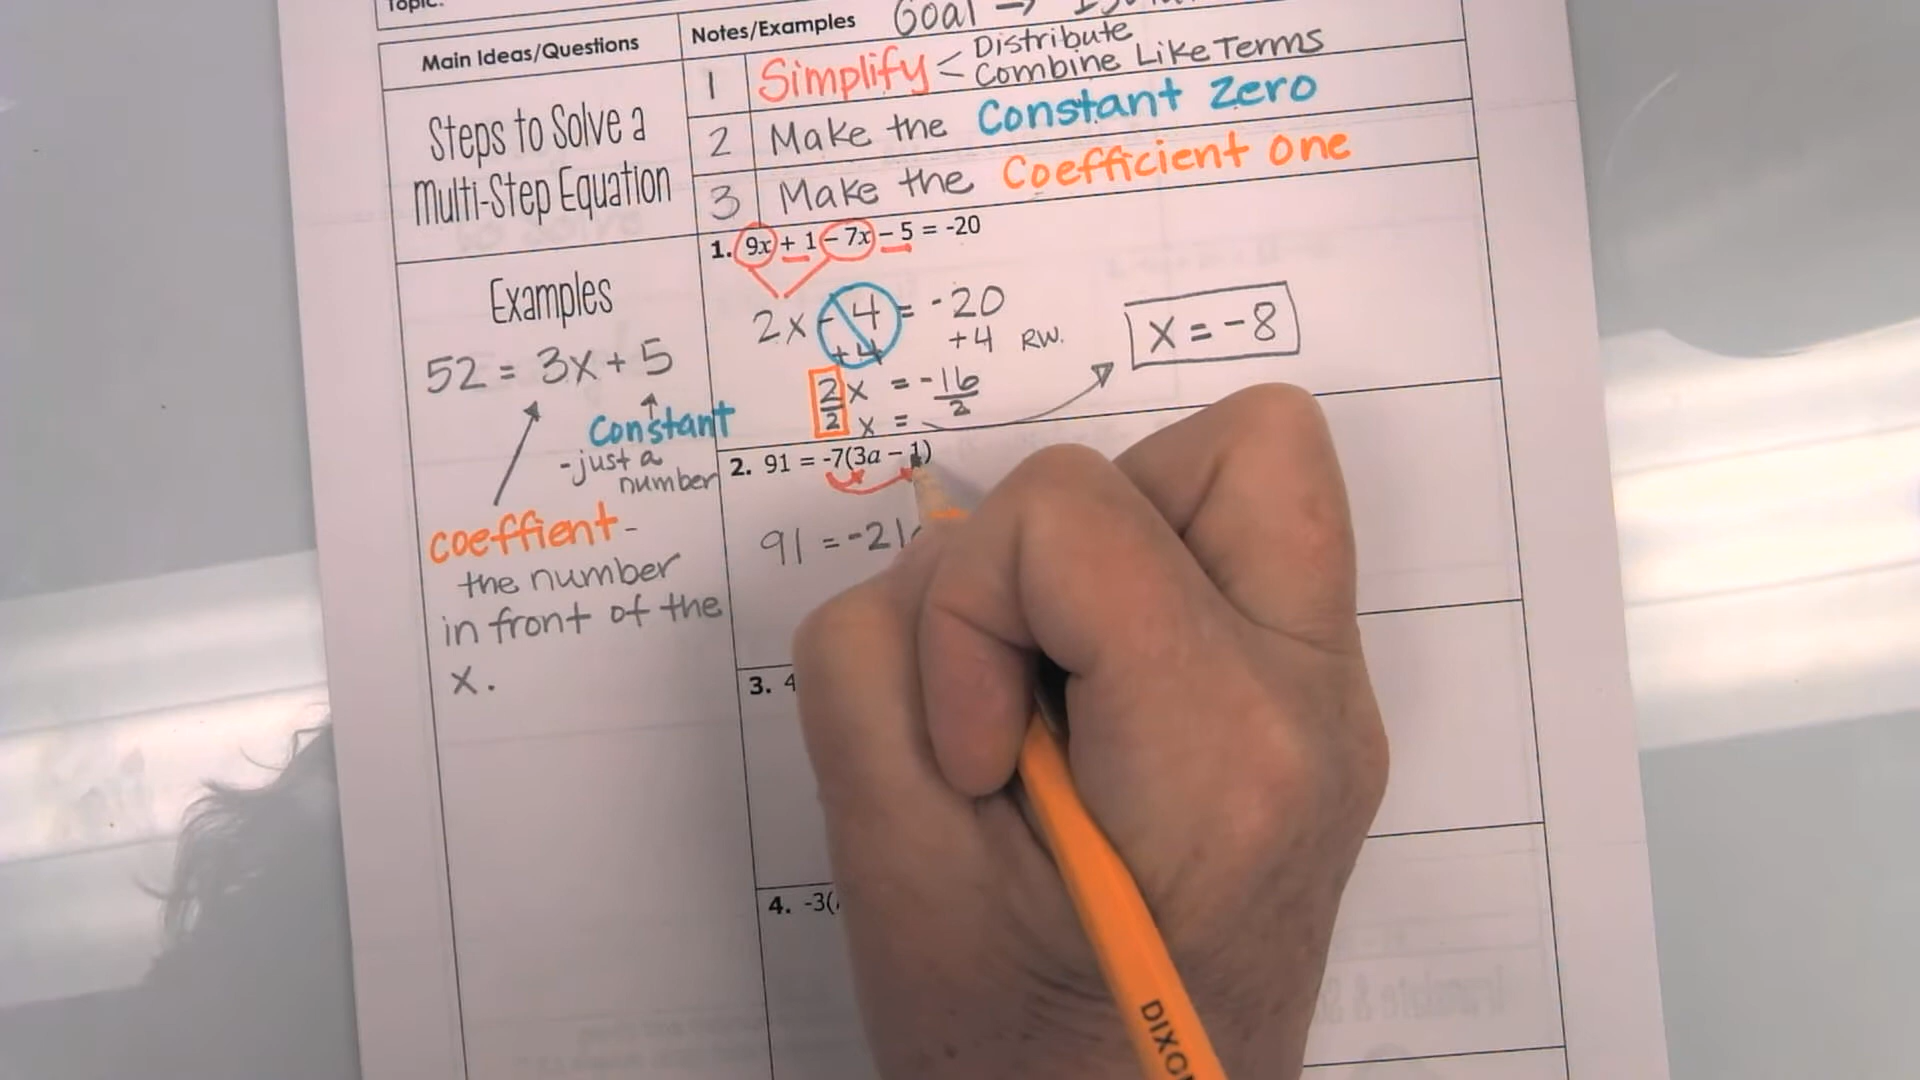 Topic:
Main Ideas/Questions
Notes/Examples Goal →
Steps to Solve a
Multi-Step Equation
1 Simplify < Distribute
Combine Like Terms
2 Make the Constant zero
3 Make the Coefficient one
Examples
52 = 3x + 5
Constant
- just a
number
coeffient -
the number
in front of the
x.
1. 9x + 1 - 7x - 5 = -20
2x - 4 = -20
+4 +4 RW.
2x = -16
2 2
x =
x = -8
2. 91 = -7(3a - 1)
91 = -21
3. 4
4. -3(
DIXON